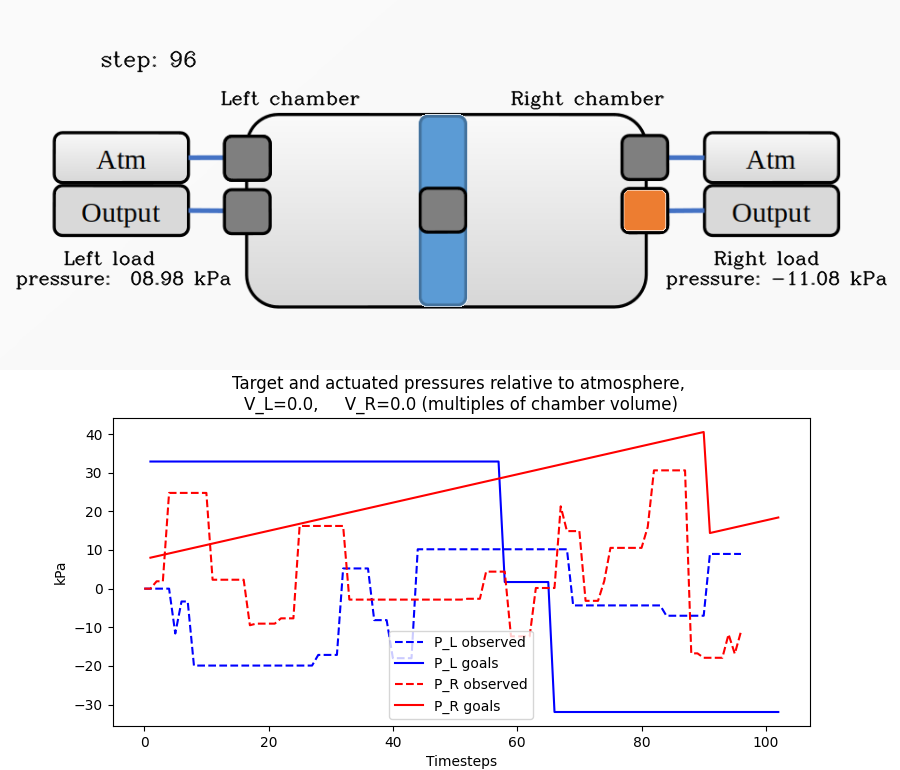 step: 96
Left chamber
Right chamber
Atm
Output
Atm
Output
Left load
pressure: 08.98 kPa
Right load
pressure: −11.08 kPa
Target and actuated pressures relative to atmosphere,
V_L=0.0, V_R=0.0 (multiples of chamber volume)
kPa
40
30
20
10
0
−10
−20
−30
P_L observed
P_L goals
P_R observed
P_R goals
0 20 40 60 80 100
Timesteps